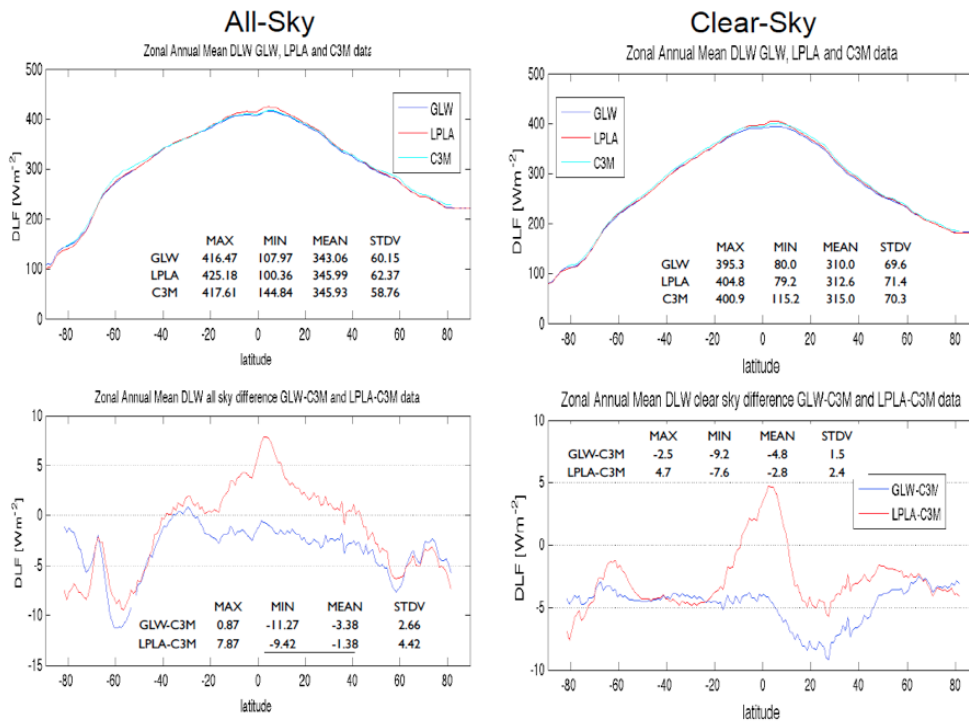 All-Sky
Zonal Annual Mean DLW GLW, LPLA and C3M data
500
400
300
200
100
0
DLF [Wm-2]
GLW
LPLA
C3M
MAX MIN MEAN STDV
GLW 416.47 107.97 343.06 60.15
LPLA 425.18 100.36 345.99 62.37
C3M 417.61 144.84 345.93 58.76
-80 -60 -40 -20 0 20 40 60 80
latitude
Clear-Sky
Zonal Annual Mean DLW GLW, LPLA and C3M data
500
400
300
200
100
0
DLF [Wm-2]
GLW
LPLA
C3M
MAX MIN MEAN STDV
GLW 395.3 80.0 310.0 69.6
LPLA 404.8 79.2 312.6 71.4
C3M 400.9 115.2 315.0 70.3
-80 -60 -40 -20 0 20 40 60 80
latitude
Zonal Annual Mean DLW all sky difference GLW-C3M and LPLA-C3M data
10
5
0
-5
-10
-15
DLF [Wm-2]
MAX MIN MEAN STDV
GLW-C3M 0.87 -11.27 -3.38 2.66
LPLA-C3M 7.87 -9.42 -1.38 4.42
-80 -60 -40 -20 0 20 40 60 80
latitude
Zonal Annual Mean DLW clear sky difference GLW-C3M and LPLA-C3M data
10
5
0
-5
-10
DLF [Wm-2]
MAX MIN MEAN STDV
GLW-C3M -2.5 -9.2 -4.8 1.5
LPLA-C3M 4.7 -7.6 -2.8 2.4
GLW-C3M
LPLA-C3M
-80 -60 -40 -20 0 20 40 60 80
latitude